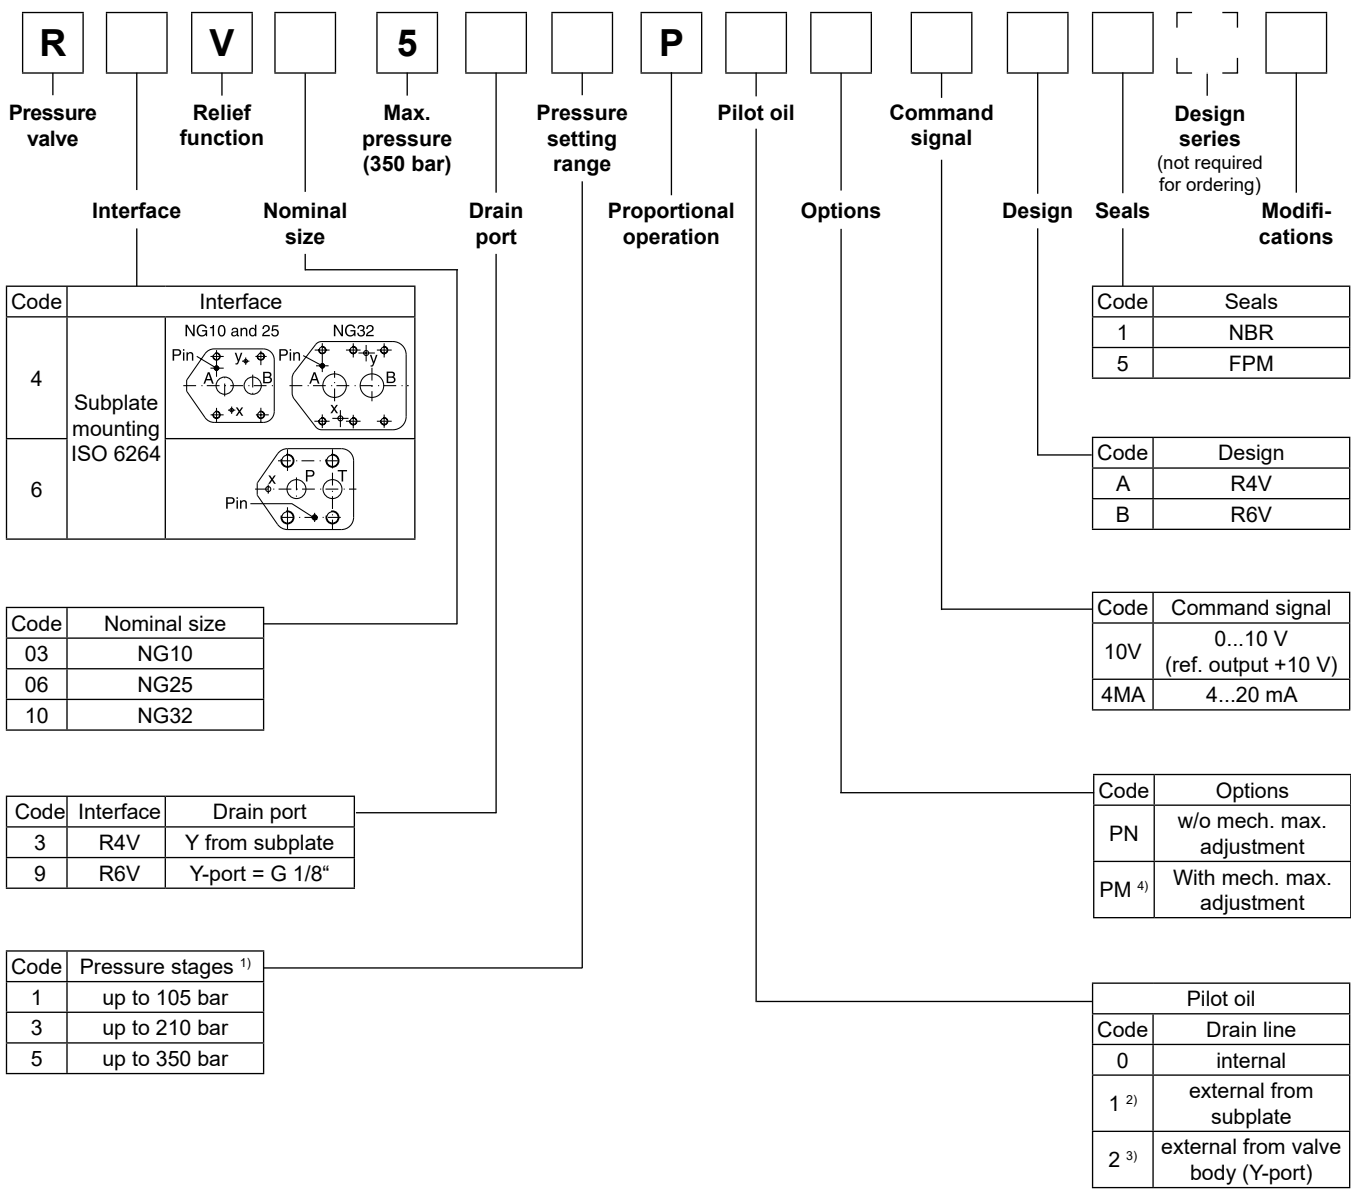 R V 5 P
Pressure valve
Relief function
Max. pressure (350 bar)
Pressure setting range
Pilot oil
Command signal
Design series (not required for ordering)
Interface
Nominal size
Drain port
Proportional operation
Options
Design
Seals
Modifi-cations
Code Interface
4
Subplate mounting ISO 6264
NG10 and 25
Pin y A B x
NG32
Pin y A B x
6
x P T Pin
Code Nominal size
03 NG10
06 NG25
10 NG32
Code Interface Drain port
3 R4V Y from subplate
9 R6V Y-port = G 1/8“
Code Pressure stages 1)
1 up to 105 bar
3 up to 210 bar
5 up to 350 bar
Code Seals
1 NBR
5 FPM
Code Design
A R4V
B R6V
Code Command signal
10V 0...10 V
(ref. output +10 V)
4MA 4...20 mA
Code Options
PN w/o mech. max.
adjustment
PM 4) With mech. max.
adjustment
Pilot oil
Code Drain line
0 internal
1 2) external from
subplate
2 3) external from valve
body (Y-port)